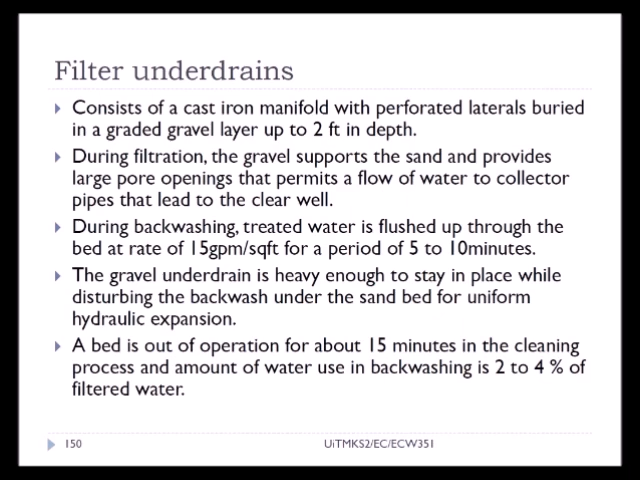 Filter underdrains
Consists of a cast iron manifold with perforated laterals buried
in a graded gravel layer up to 2 ft in depth.
During filtration, the gravel supports the sand and provides
large pore openings that permits a flow of water to collector
pipes that lead to the clear well.
During backwashing, treated water is flushed up through the
bed at rate of 15gpm/sqft for a period of 5 to 10minutes.
The gravel underdrain is heavy enough to stay in place while
disturbing the backwash under the sand bed for uniform
hydraulic expansion.
A bed is out of operation for about 15 minutes in the cleaning
process and amount of water use in backwashing is 2 to 4 % of
filtered water.
150
UiTMKS2/EC/ECW351